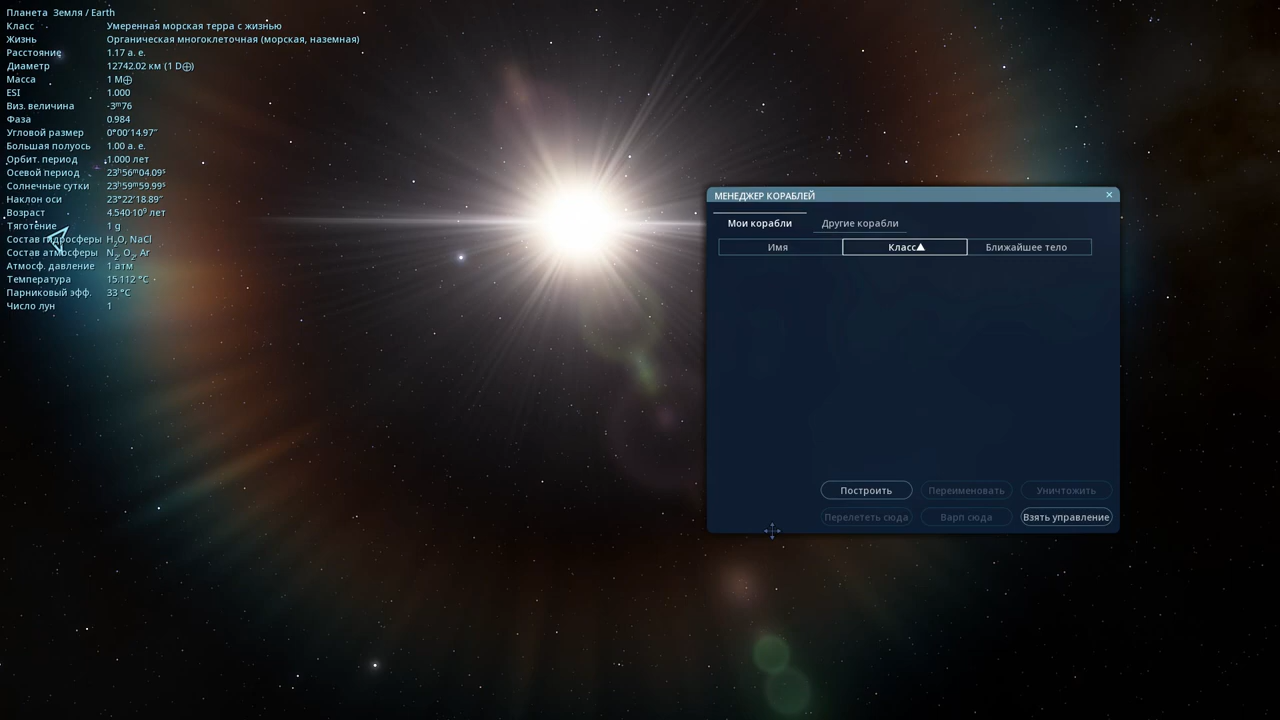 Планета Земля / Earth
Класс Умеренная морская терра с жизнью
Жизнь Органическая многоклеточная (морская, наземная)
Расстояние 1.17 а. е.
Диаметр 12742.02 км (1 D⊕)
Масса 1 M⊕
ESI 1.000
Виз. величина -3ᵐ76
Фаза 0.984
Угловой размер 0°00'14.97"
Большая полуось 1.00 а. е.
Орбит. период 1.000 лет
Осевой период 23ʰ56ᵐ04.09ˢ
Солнечные сутки 23ʰ59ᵐ59.99ˢ
Наклон оси 23°22'18.89"
Возраст 4.540·10⁹ лет
Тяготение 1 g
Состав гидросферы H₂O, NaCl
Состав атмосферы N₂, O₂, Ar
Атмосф. давление 1 атм
Температура 15.112 °C
Парниковый эфф. 33 °C
Число лун 1
МЕНЕДЖЕР КОРАБЛЕЙ ×
Мои корабли Другие корабли
Имя Класс▲ Ближайшее тело
Построить Переименовать Уничтожить
Перелететь сюда Варп сюда Взять управление